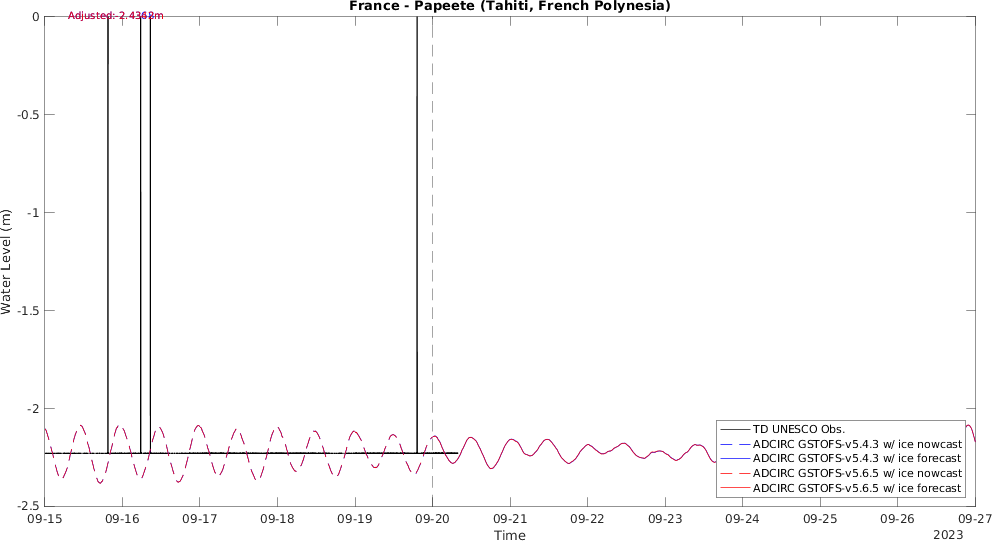 France - Papeete (Tahiti, French Polynesia)
Water Level (m)
0
-0.5
-1
-1.5
-2
-2.5
TD UNESCO Obs.
ADCIRC GSTOFS-v5.4.3 w/ ice nowcast
ADCIRC GSTOFS-v5.4.3 w/ ice forecast
ADCIRC GSTOFS-v5.6.5 w/ ice nowcast
ADCIRC GSTOFS-v5.6.5 w/ ice forecast
09-15 09-16 09-17 09-18 09-19 09-20 09-21 09-22 09-23 09-24 09-25 09-26 09-27
Time
2023